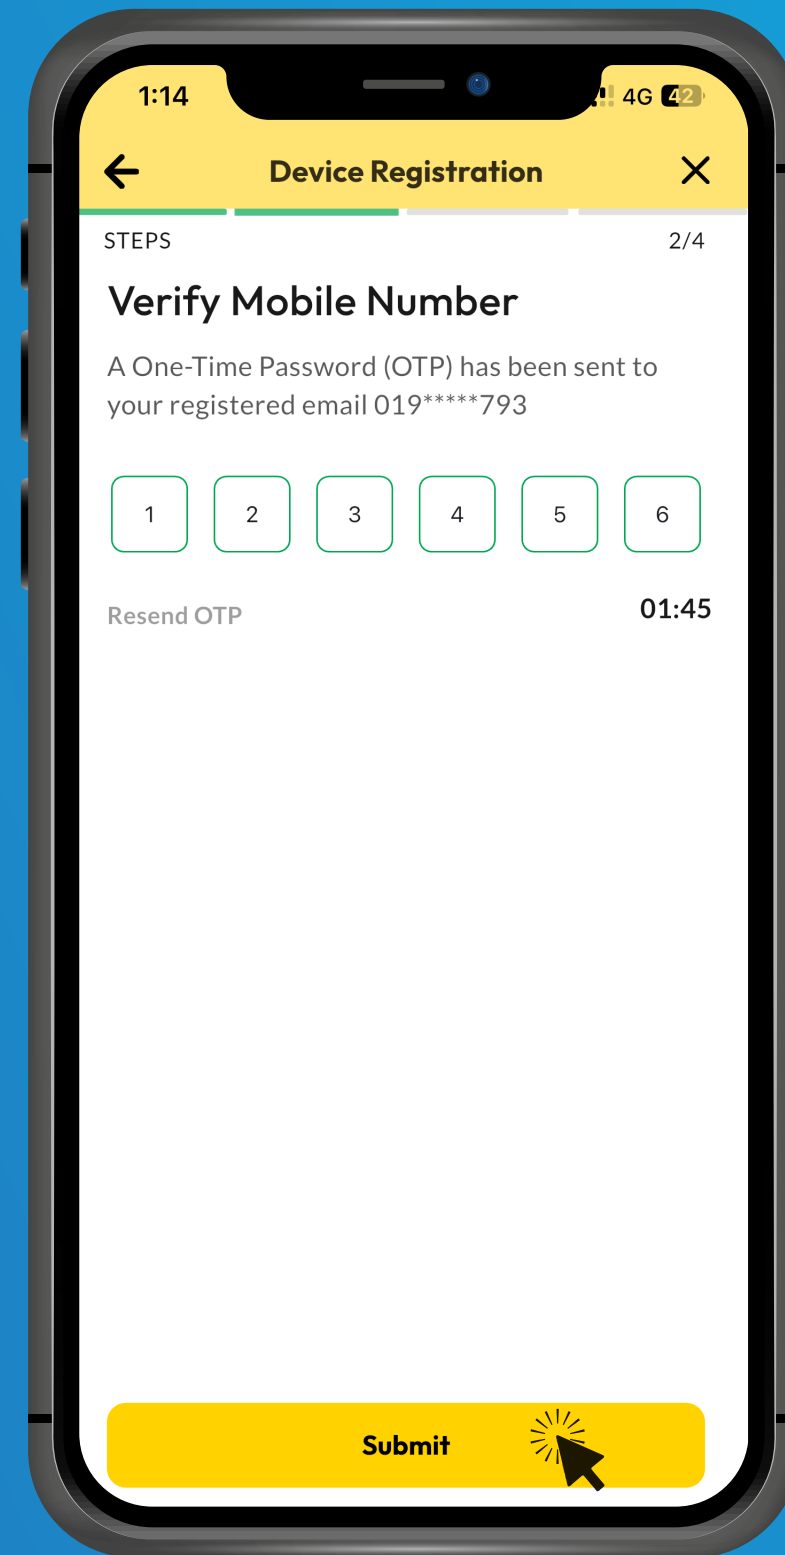 1:14 4G 42
Device Registration
STEPS 2/4
Verify Mobile Number
A One-Time Password (OTP) has been sent to
your registered email 019*****793
1 2 3 4 5 6
Resend OTP 01:45
Submit